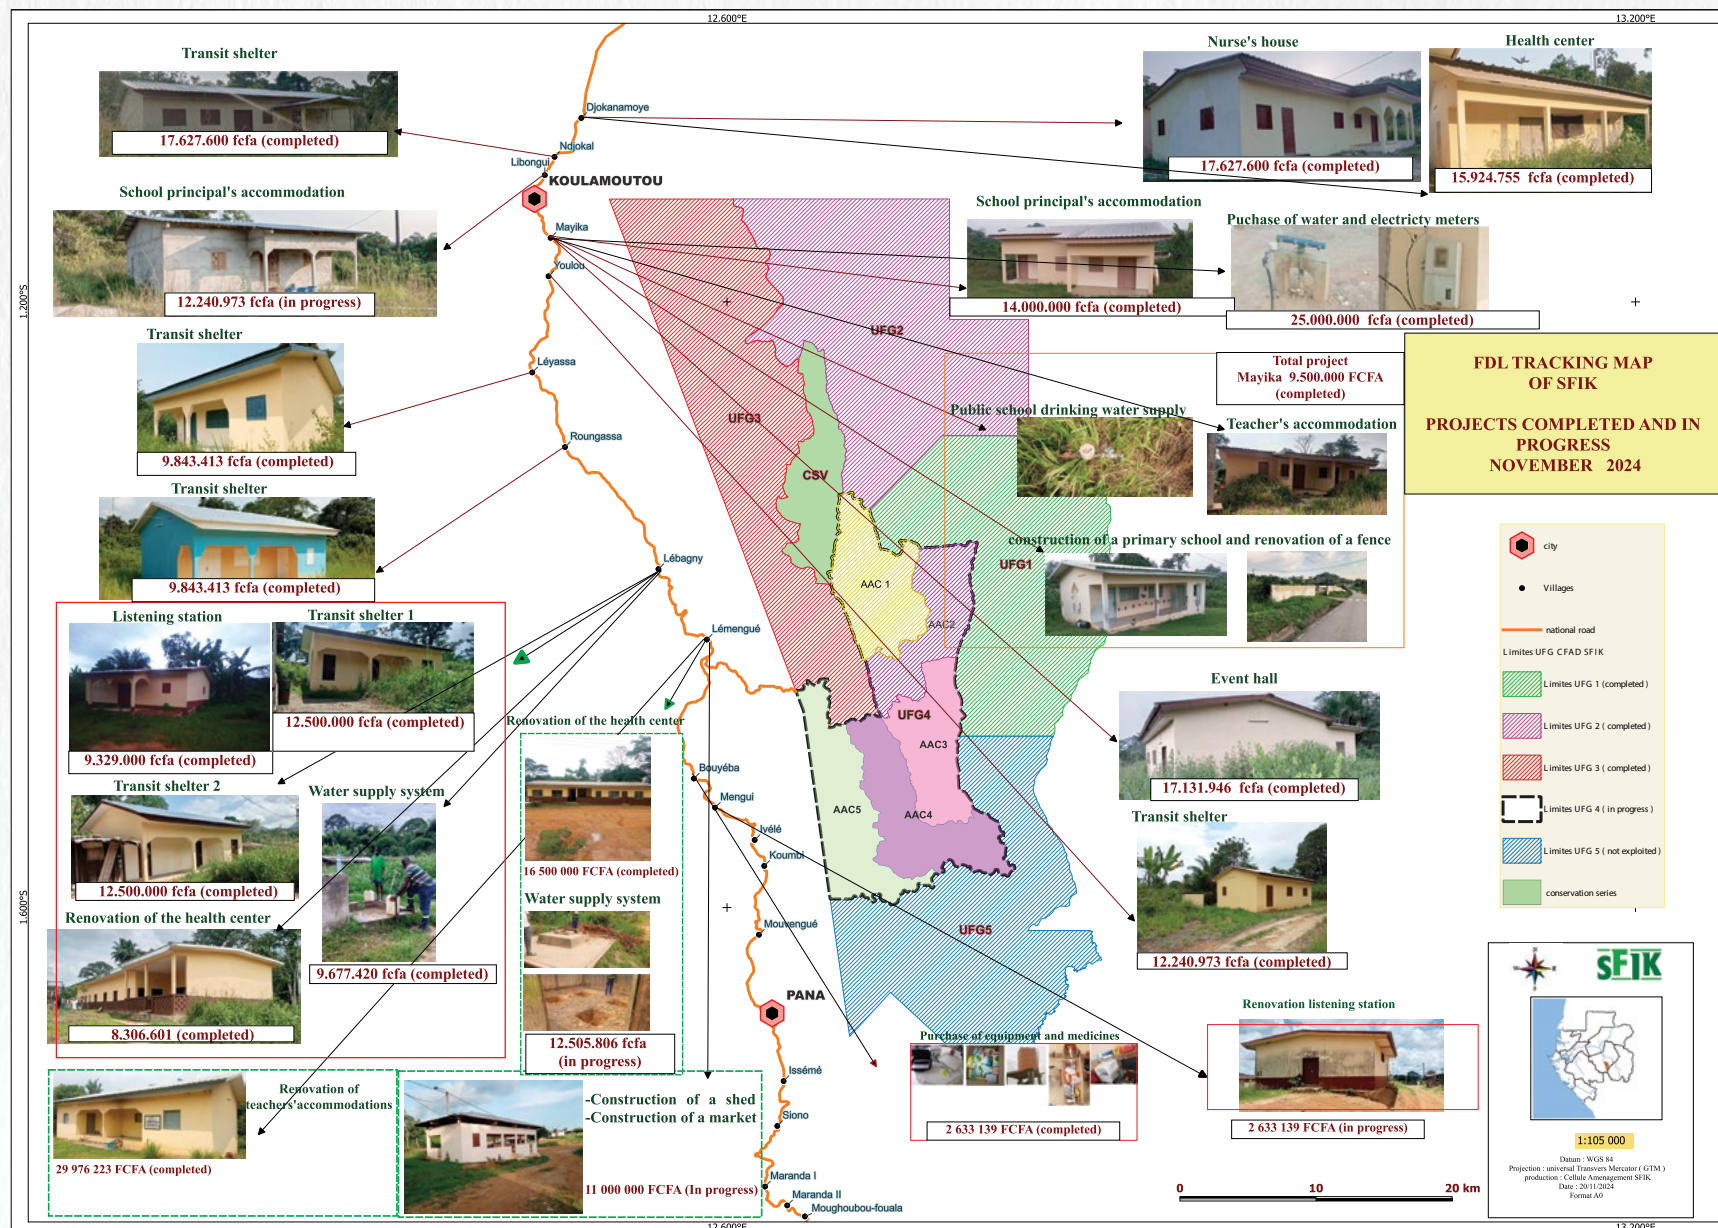 12.600°E
13.200°E
Transit shelter
17.627.600 fcfa (completed)
School principal's accommodation
12.240.973 fcfa (in progress)
Transit shelter
9.843.413 fcfa (completed)
Transit shelter
9.843.413 fcfa (completed)
Listening station
9.329.000 fcfa (completed)
Transit shelter 1
12.500.000 fcfa (completed)
Transit shelter 2
12.500.000 fcfa (completed)
Water supply system
9.677.420 fcfa (completed)
Renovation of the health center
8.306.601 (completed)
Renovation of
teachers'accommodations
29 976 223 FCFA (completed)
-Construction of a shed
-Construction of a market
11 000 000 FCFA (In progress)
Renovation of the health center
16 500 000 FCFA (completed)
Water supply system
12.505.806 fcfa
(in progress)
Djokanamoye
Ndjokal
Libongui
KOULAMOUTOU
Mayika
Youlou
Léyassa
Roungassa
Lébagny
Lémengué
Bouyéba
Mengui
Ivélé
Koumbi
Mouvengué
PANA
Issémé
Siono
Maranda I
Maranda II
Moughoubou-fouala
UFG2
UFG3
CSV
AAC 1
AAC2
UFG1
UFG4
AAC3
AAC5
AAC4
UFG5
Nurse's house
17.627.600 fcfa (completed)
Health center
15.924.755 fcfa (completed)
School principal's accommodation
14.000.000 fcfa (completed)
Puchase of water and electricty meters
25.000.000 fcfa (completed)
Total project
Mayika 9.500.000 FCFA
(completed)
Public school drinking water supply
Teacher's accommodation
construction of a primary school and renovation of a fence
Event hall
17.131.946 fcfa (completed)
Transit shelter
12.240.973 fcfa (completed)
Purchase of equipment and medicines
2 633 139 FCFA (completed)
Renovation listening station
2 633 139 FCFA (in progress)
FDL TRACKING MAP
OF SFIK
PROJECTS COMPLETED AND IN
PROGRESS
NOVEMBER 2024
city
Villages
national road
Limites UFG CFAD SFIK
Limites UFG 1 (completed )
Limites UFG 2 ( completed )
Limites UFG 3 ( completed )
Limites UFG 4 ( in progress )
Limites UFG 5 ( not exploited )
conservation series
SFIK
1:105 000
Datum : WGS 84
Projection : universal Transvers Mercator ( GTM )
production : Cellule Amenagement SFIK
Date : 20/11/2024
Format A0
0 10 20 km
1.200°S
1.600°S
12.600°E
13.200°E